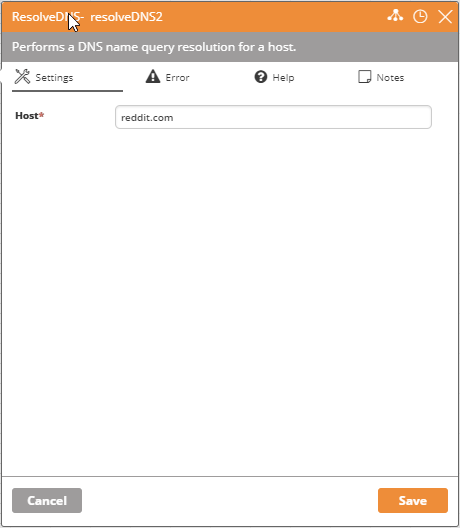 ResolveDNS- resolveDNS2
Performs a DNS name query resolution for a host.
Settings Error Help Notes
Host* reddit.com
Cancel Save